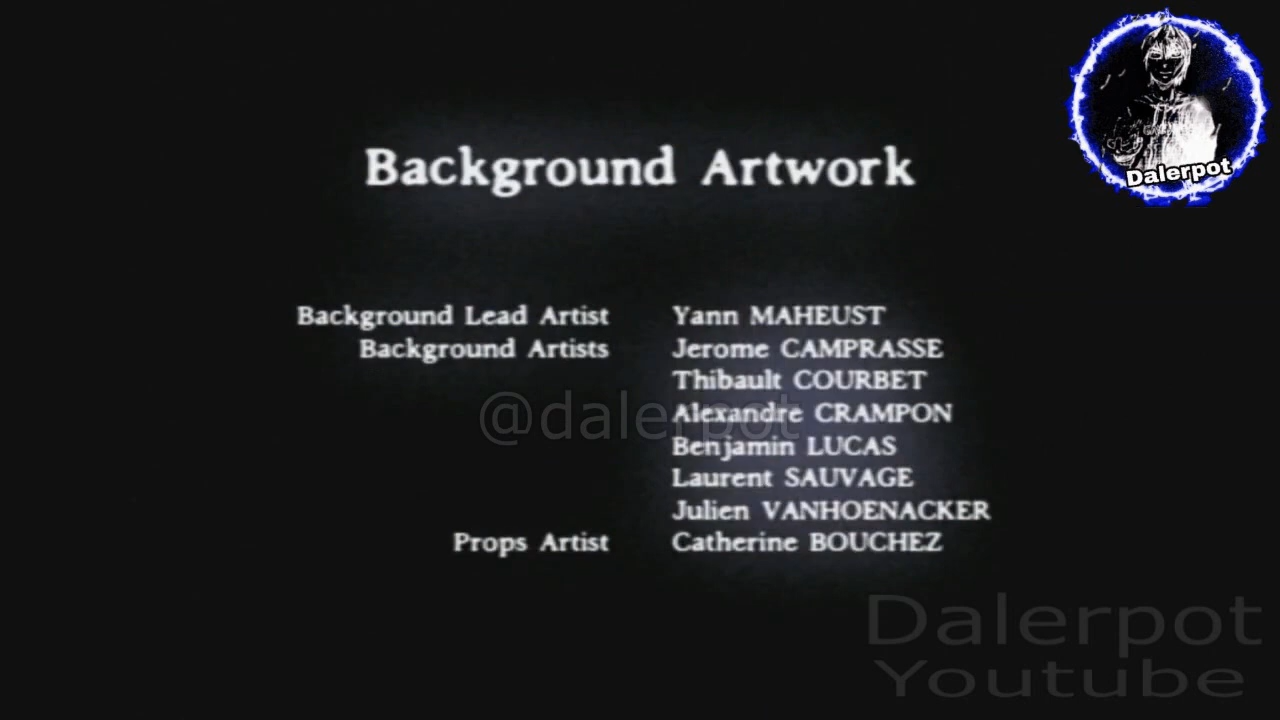 Dalerpot
Background Artwork
Background Lead Artist Yann MAHEUST
Background Artists Jerome CAMPRASSE
Thibault COURBET
@dalerpot
Alexandre CRAMPON
Benjamin LUCAS
Laurent SAUVAGE
Julien VANHOENACKER
Props Artist Catherine BOUCHEZ
Dalerpot
Youtube